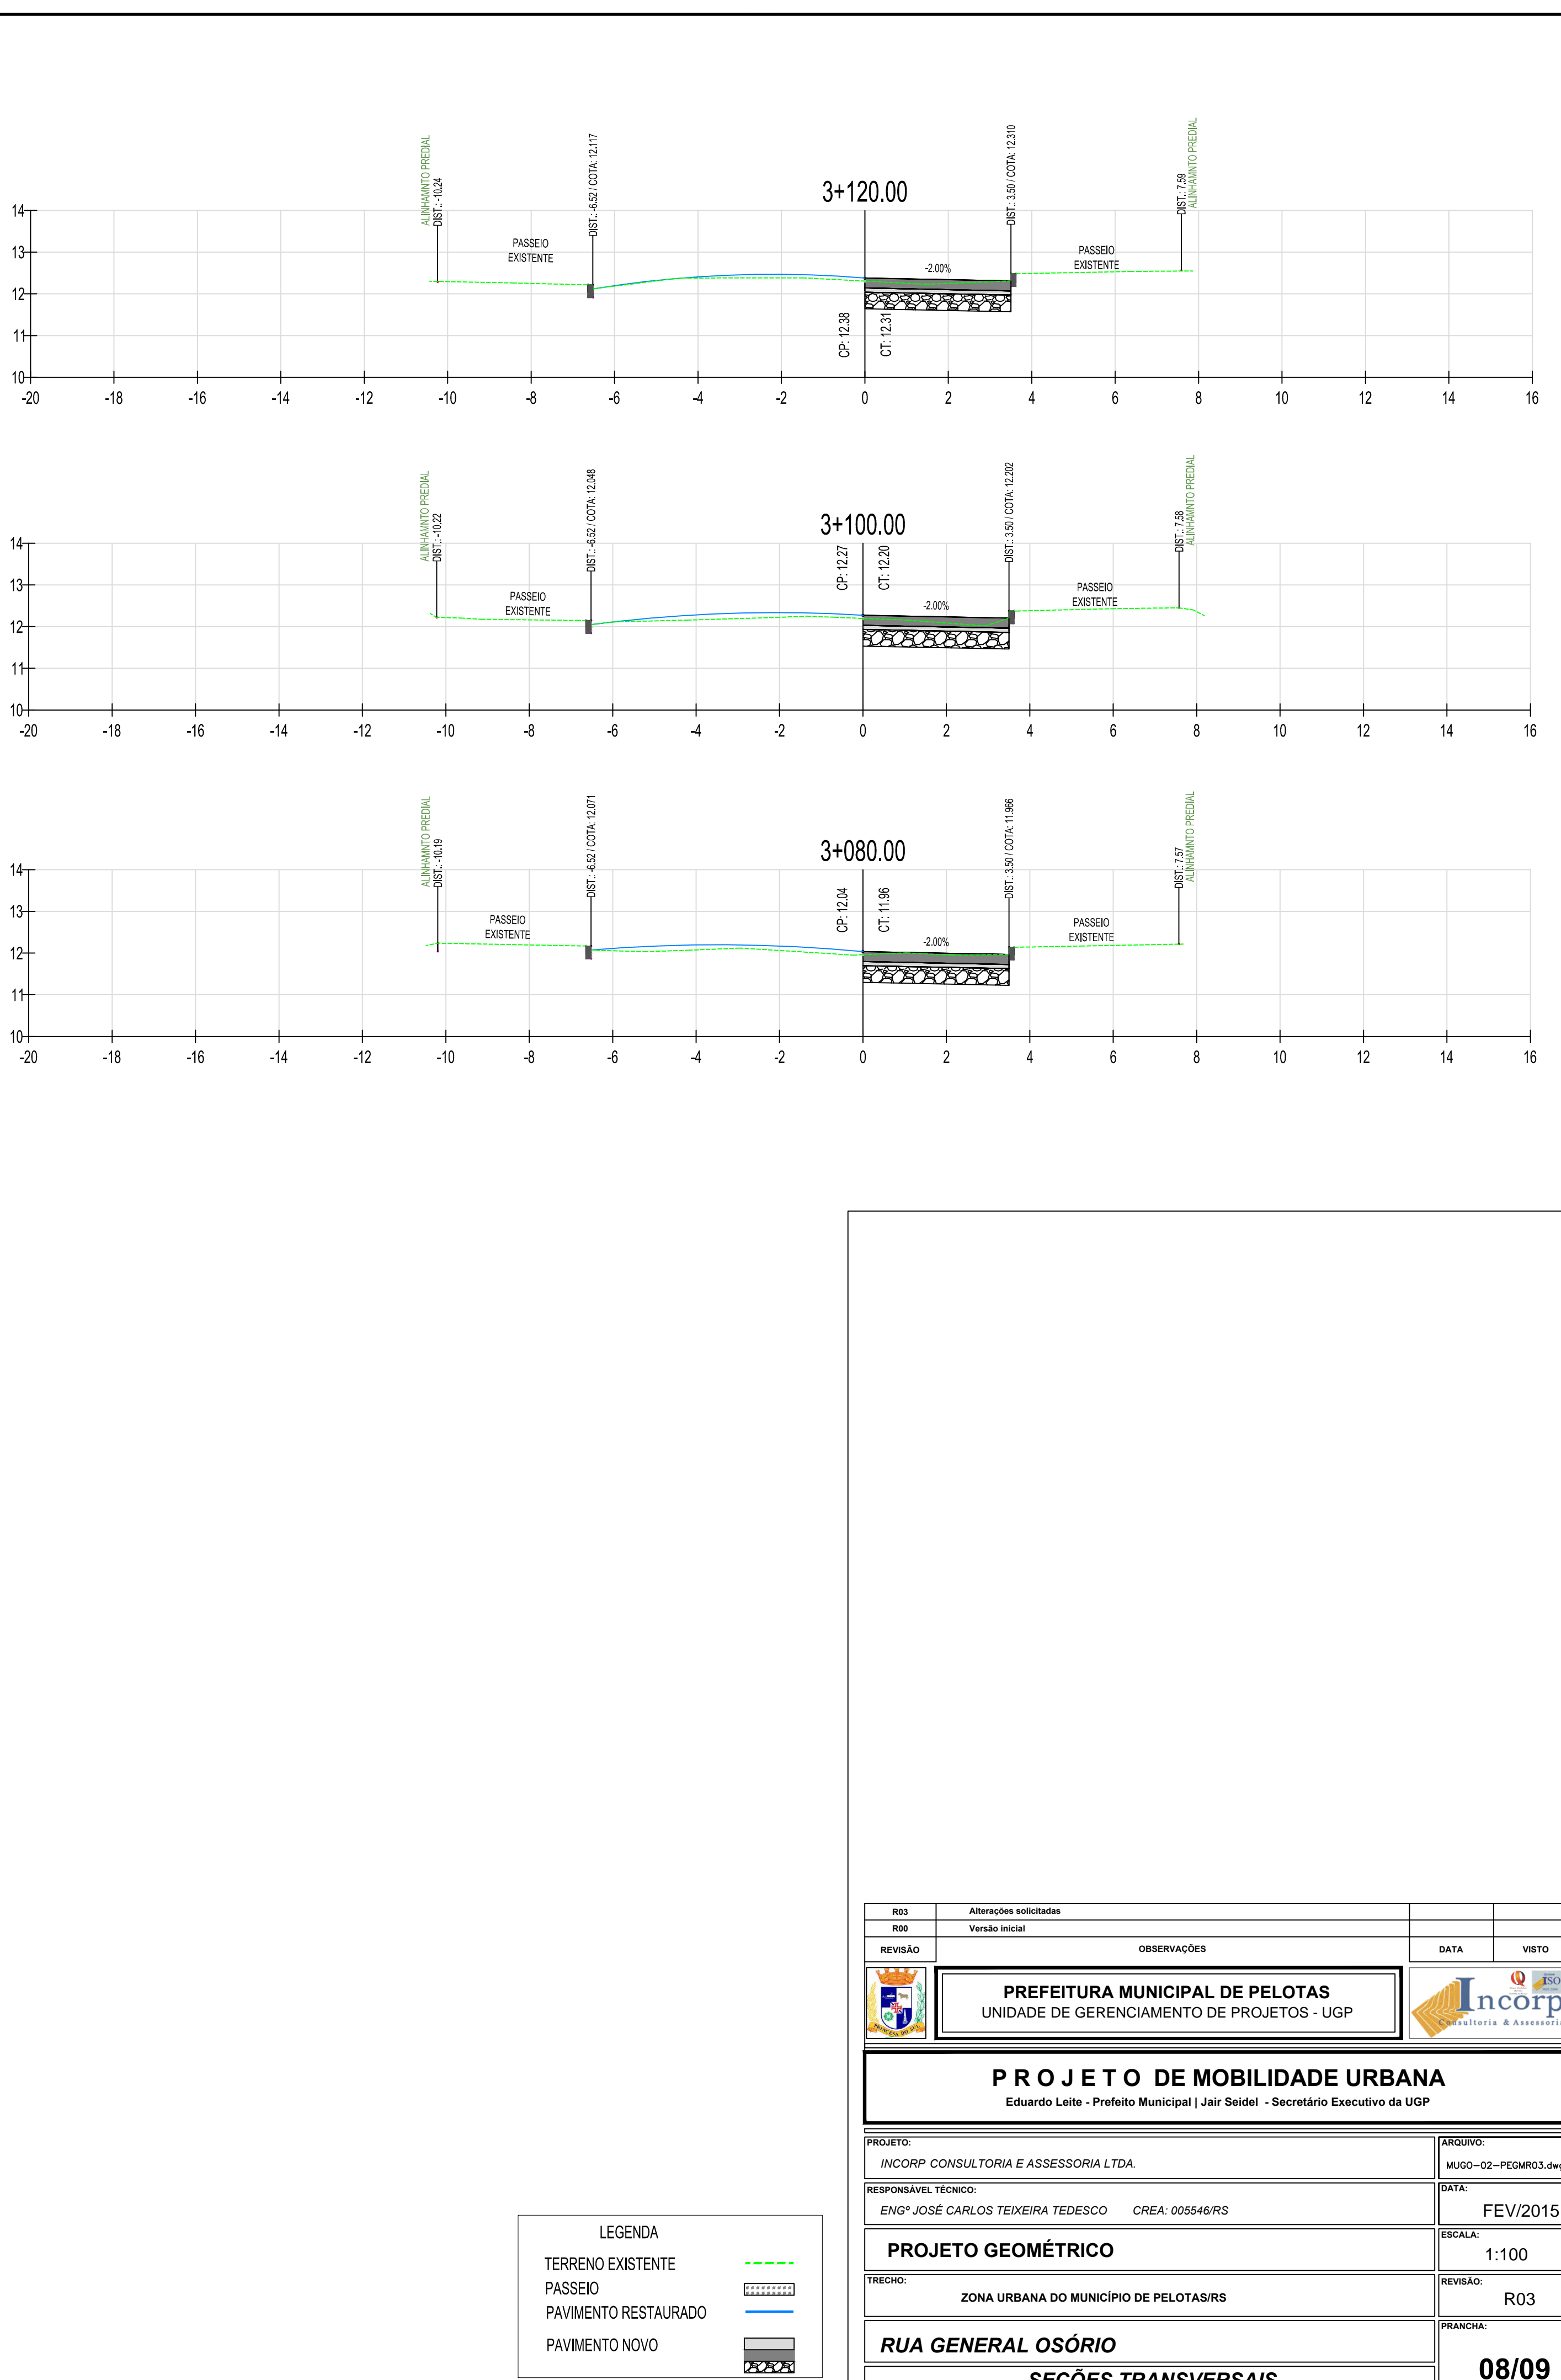 ALINHAMNTO PREDIAL
DIST.: -10.24
DIST.: -6.52 / COTA: 12.117
3+120.00
DIST.: 3.50 / COTA: 12.310
DIST.: 7.59
ALINHAMNTO PREDIAL
PASSEIO
EXISTENTE
-2.00%
PASSEIO
EXISTENTE
14
13
12
11
10
CP: 12.38
CT: 12.31
-20 -18 -16 -14 -12 -10 -8 -6 -4 -2 0 2 4 6 8 10 12 14 16
ALINHAMNTO PREDIAL
DIST.: -10.22
DIST.: -6.52 / COTA: 12.048
3+100.00
CP: 12.27
CT: 12.20
DIST.: 3.50 / COTA: 12.202
DIST.: 7.58
ALINHAMNTO PREDIAL
PASSEIO
EXISTENTE
-2.00%
PASSEIO
EXISTENTE
14
13
12
11
10
-20 -18 -16 -14 -12 -10 -8 -6 -4 -2 0 2 4 6 8 10 12 14 16
ALINHAMNTO PREDIAL
DIST.: -10.19
DIST.: -6.52 / COTA: 12.071
3+080.00
CP: 12.04
CT: 11.96
DIST.: 3.50 / COTA: 11.966
DIST.: 7.57
ALINHAMNTO PREDIAL
PASSEIO
EXISTENTE
-2.00%
PASSEIO
EXISTENTE
14
13
12
11
10
-20 -18 -16 -14 -12 -10 -8 -6 -4 -2 0 2 4 6 8 10 12 14 16
R03 Alterações solicitadas
R00 Versão inicial
REVISÃO OBSERVAÇÕES DATA VISTO
PRINCESA DO SUL
PREFEITURA MUNICIPAL DE PELOTAS
UNIDADE DE GERENCIAMENTO DE PROJETOS - UGP
ISO
Incorp
Consultoria & Assessoria
P R O J E T O DE MOBILIDADE URBANA
Eduardo Leite - Prefeito Municipal | Jair Seidel - Secretário Executivo da UGP
PROJETO:
INCORP CONSULTORIA E ASSESSORIA LTDA.
ARQUIVO:
MUGO-02-PEGMR03.dwg
RESPONSÁVEL TÉCNICO:
ENGº JOSÉ CARLOS TEIXEIRA TEDESCO CREA: 005546/RS
DATA:
FEV/2015
PROJETO GEOMÉTRICO
ESCALA:
1:100
TRECHO:
ZONA URBANA DO MUNICÍPIO DE PELOTAS/RS
REVISÃO:
R03
RUA GENERAL OSÓRIO
PRANCHA:
08/09
SEÇÕES TRANSVERSAIS
LEGENDA
TERRENO EXISTENTE
PASSEIO
PAVIMENTO RESTAURADO
PAVIMENTO NOVO